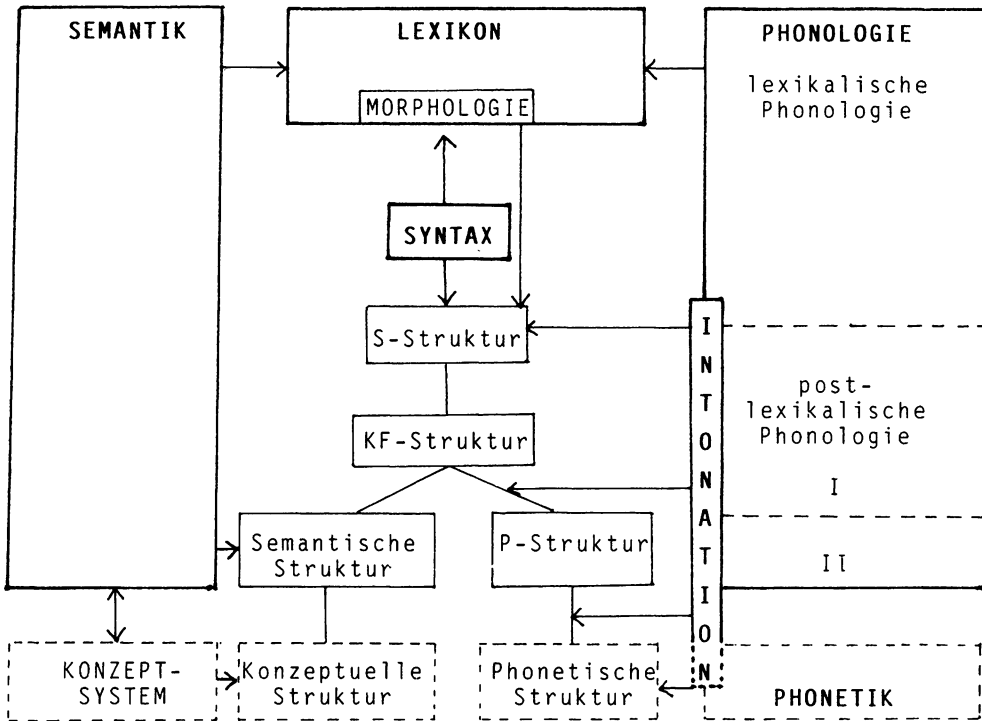 SEMANTIK
LEXIKON
PHONOLOGIE
lexikalische
Phonologie
MORPHOLOGIE
SYNTAX
S-Struktur
INTONATION
post-
lexikalische
Phonologie
KF-Struktur
I
Semantische
Struktur
P-Struktur
II
KONZEPT-
SYSTEM
Konzeptuelle
Struktur
Phonetische
Struktur
PHONETIK